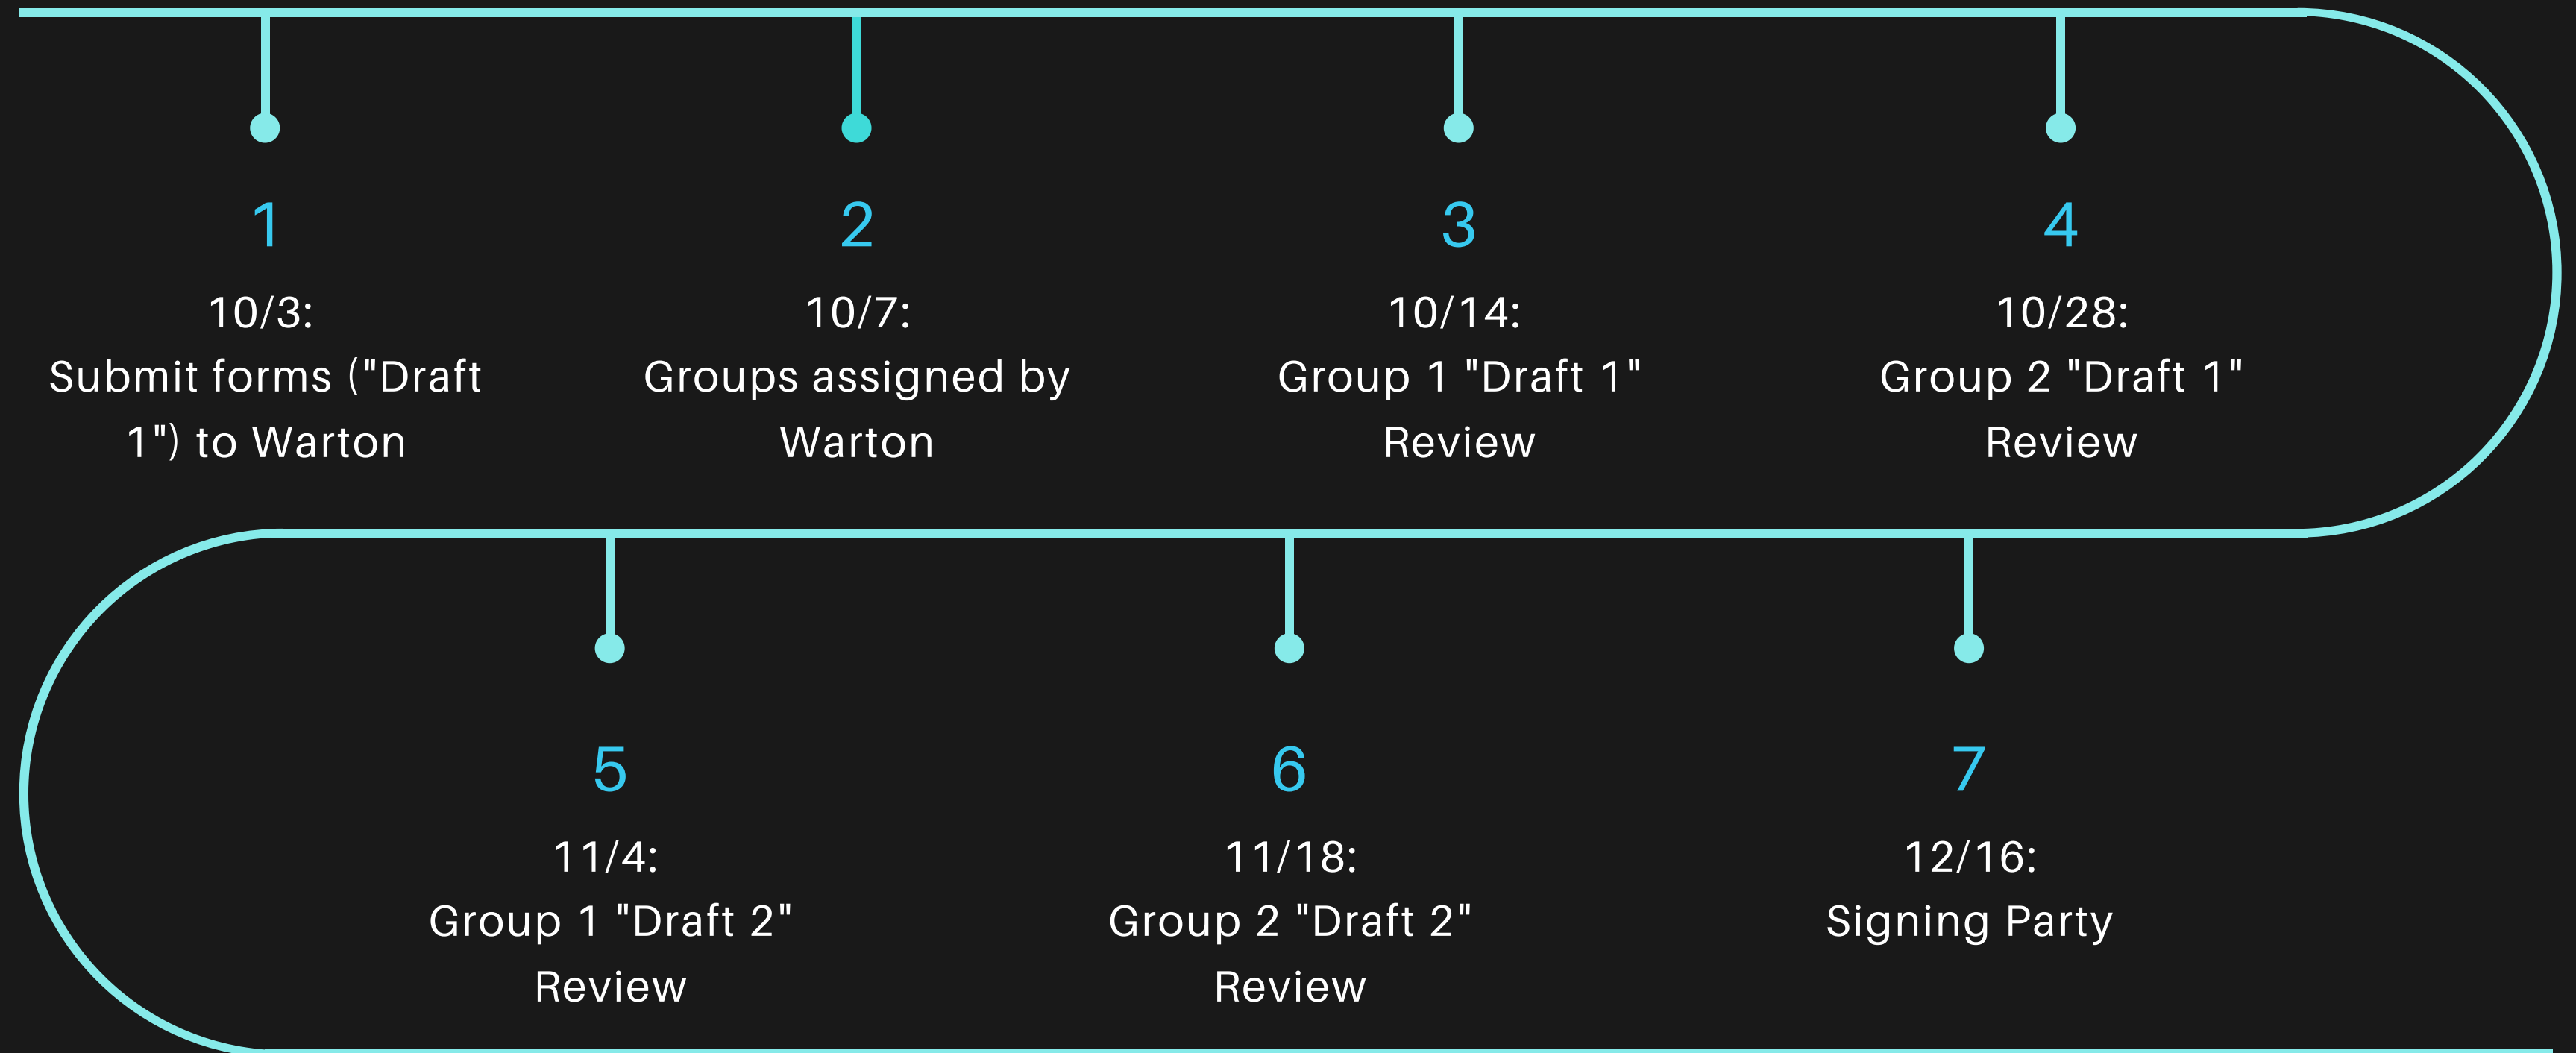 1
10/3:
Submit forms ("Draft
1") to Warton
2
10/7:
Groups assigned by
Warton
3
10/14:
Group 1 "Draft 1"
Review
4
10/28:
Group 2 "Draft 1"
Review
5
11/4:
Group 1 "Draft 2"
Review
6
11/18:
Group 2 "Draft 2"
Review
7
12/16:
Signing Party